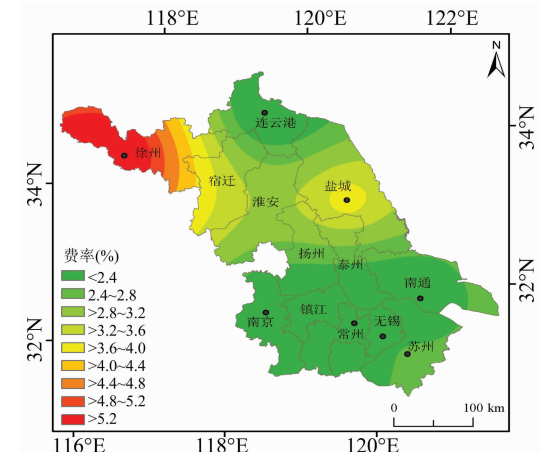 118°E 120°E 122°E
N
连云港
34°N
徐州
34°N
宿迁
盐城
淮安
扬州
泰州
费率(%)
<2.4
2.4~2.8
>2.8~3.2
>3.2~3.6
>3.6~4.0
>4.0~4.4
>4.4~4.8
>4.8~5.2
>5.2
南通
32°N
镇江
南京
无锡
常州
32°N
苏州
0 100 km
116°E 118°E 120°E